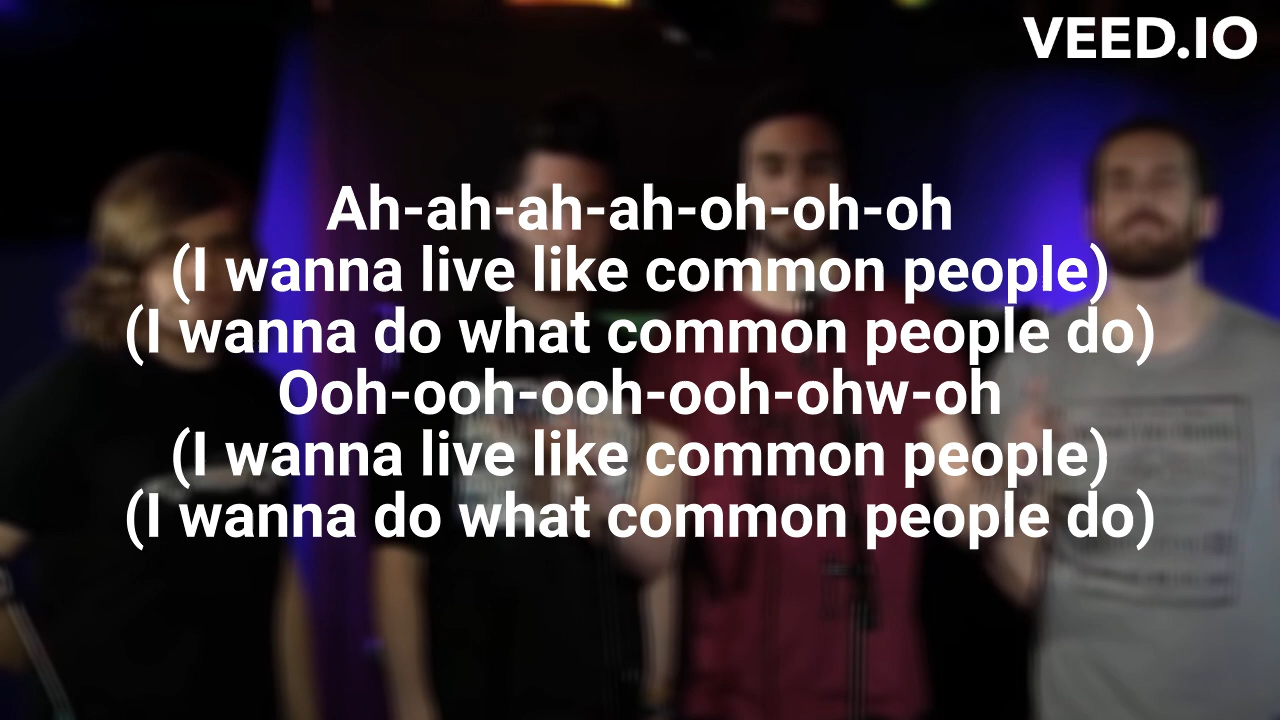 VEED.IO
Ah-ah-ah-ah-oh-oh-oh
(I wanna live like common people)
(I wanna do what common people do)
Ooh-ooh-ooh-ooh-ohw-oh
(I wanna live like common people)
(I wanna do what common people do)